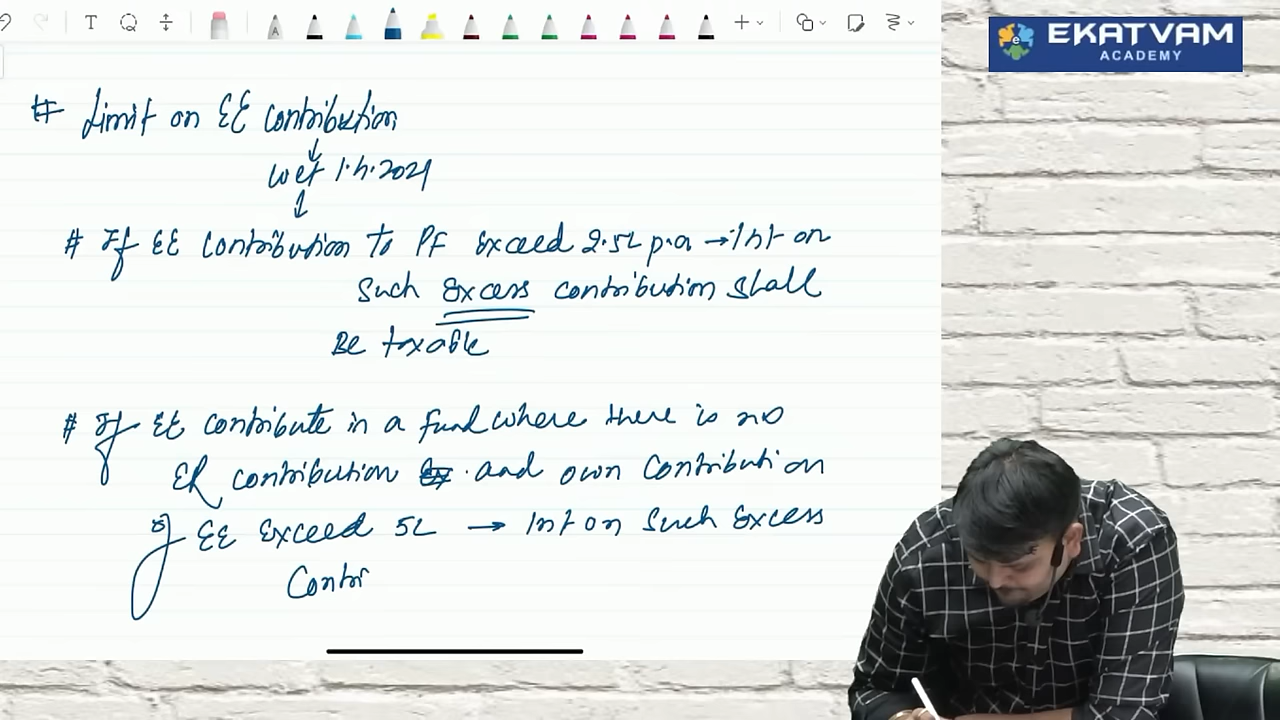 T
A
EKATVAM
ACADEMY
# Limit on EE Contribution
wef 1.4.2021
# If EE Contribution to PF Exceed 2.5L p.a → Int on
Such Excess contribution shall
Be taxable
# If EE contribute in a fund where there is no
ER contribution and own Contribution
of EE Exceed 5L → Int on Such Excess
Contri